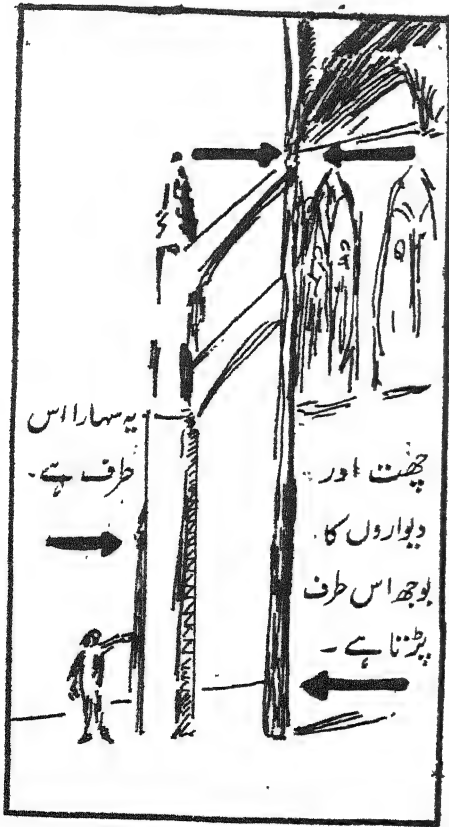 یہ سہارا اس
طرف ہے۔
چھت اور
دیواروں کا
بوجھ اس طرف
پڑتا ہے۔